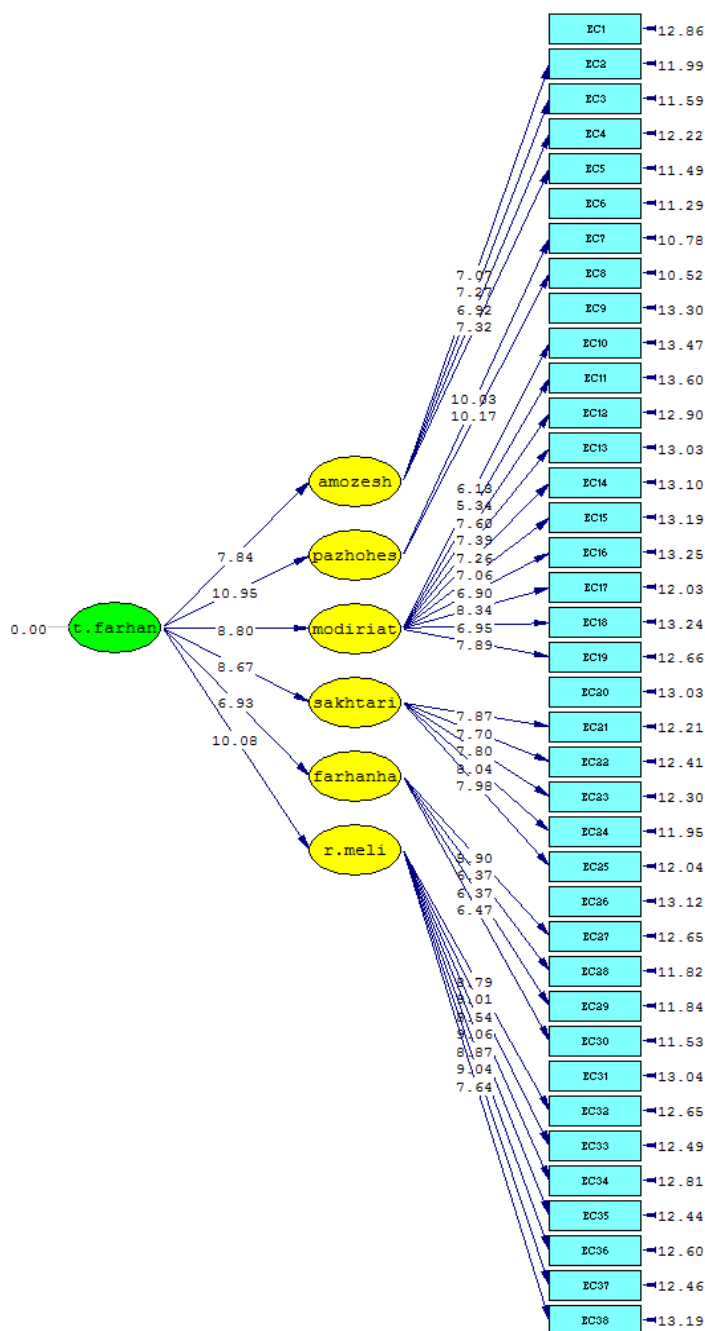 EC1 12.86
EC2 11.99
EC3 11.59
EC4 12.22
EC5 11.49
EC6 11.29
EC7 10.78
EC8 10.52
EC9 13.30
EC10 13.47
EC11 13.60
EC12 12.90
EC13 13.03
EC14 13.10
EC15 13.19
EC16 13.25
EC17 12.03
EC18 13.24
EC19 12.66
EC20 13.03
EC21 12.21
EC22 12.41
EC23 12.30
EC24 11.95
EC25 12.04
EC26 13.12
EC27 12.65
EC28 11.82
EC29 11.84
EC30 11.53
EC31 13.04
EC32 12.65
EC33 12.49
EC34 12.81
EC35 12.44
EC36 12.60
EC37 12.46
EC38 13.19
7.07
7.27
6.92
7.32
10.03
10.17
6.13
5.34
7.60
7.39
7.26
7.06
6.90
8.34
6.95
7.89
7.87
7.70
7.80
8.04
7.98
6.37
6.37
6.47
9.06
8.87
9.04
7.64
amozesh
pazhohes
modiriat
sakhtari
farhanha
r.meli
7.84
10.95
8.80
8.67
6.93
10.08
0.00
t.farhan